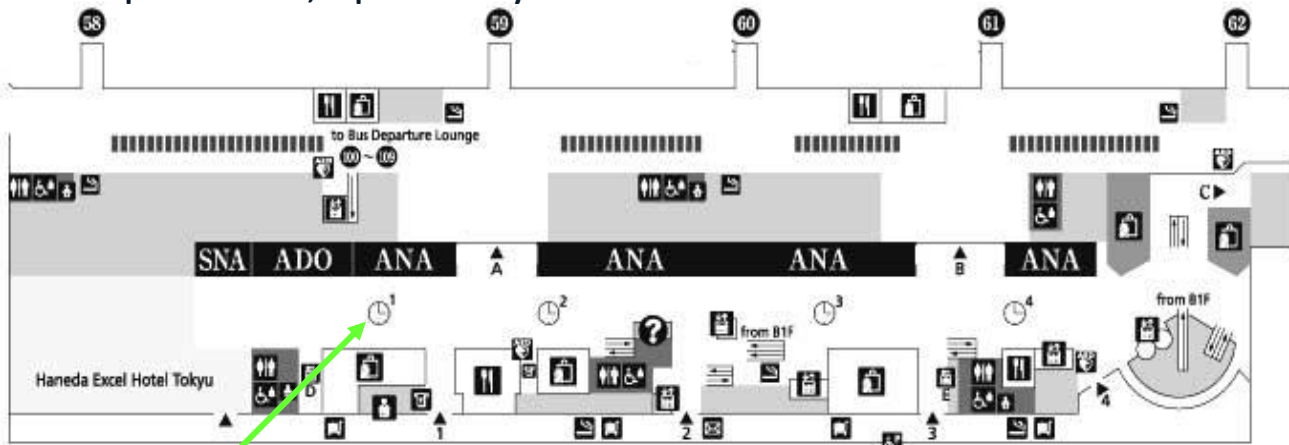 58 59 60 61 62
to Bus Departure Lounge
100 ~ 109
C
SNA ADO ANA A ANA ANA B ANA
1 2 3 4
from B1F
?
from B1F
Haneda Excel Hotel Tokyu
D
E
4
1 2 3